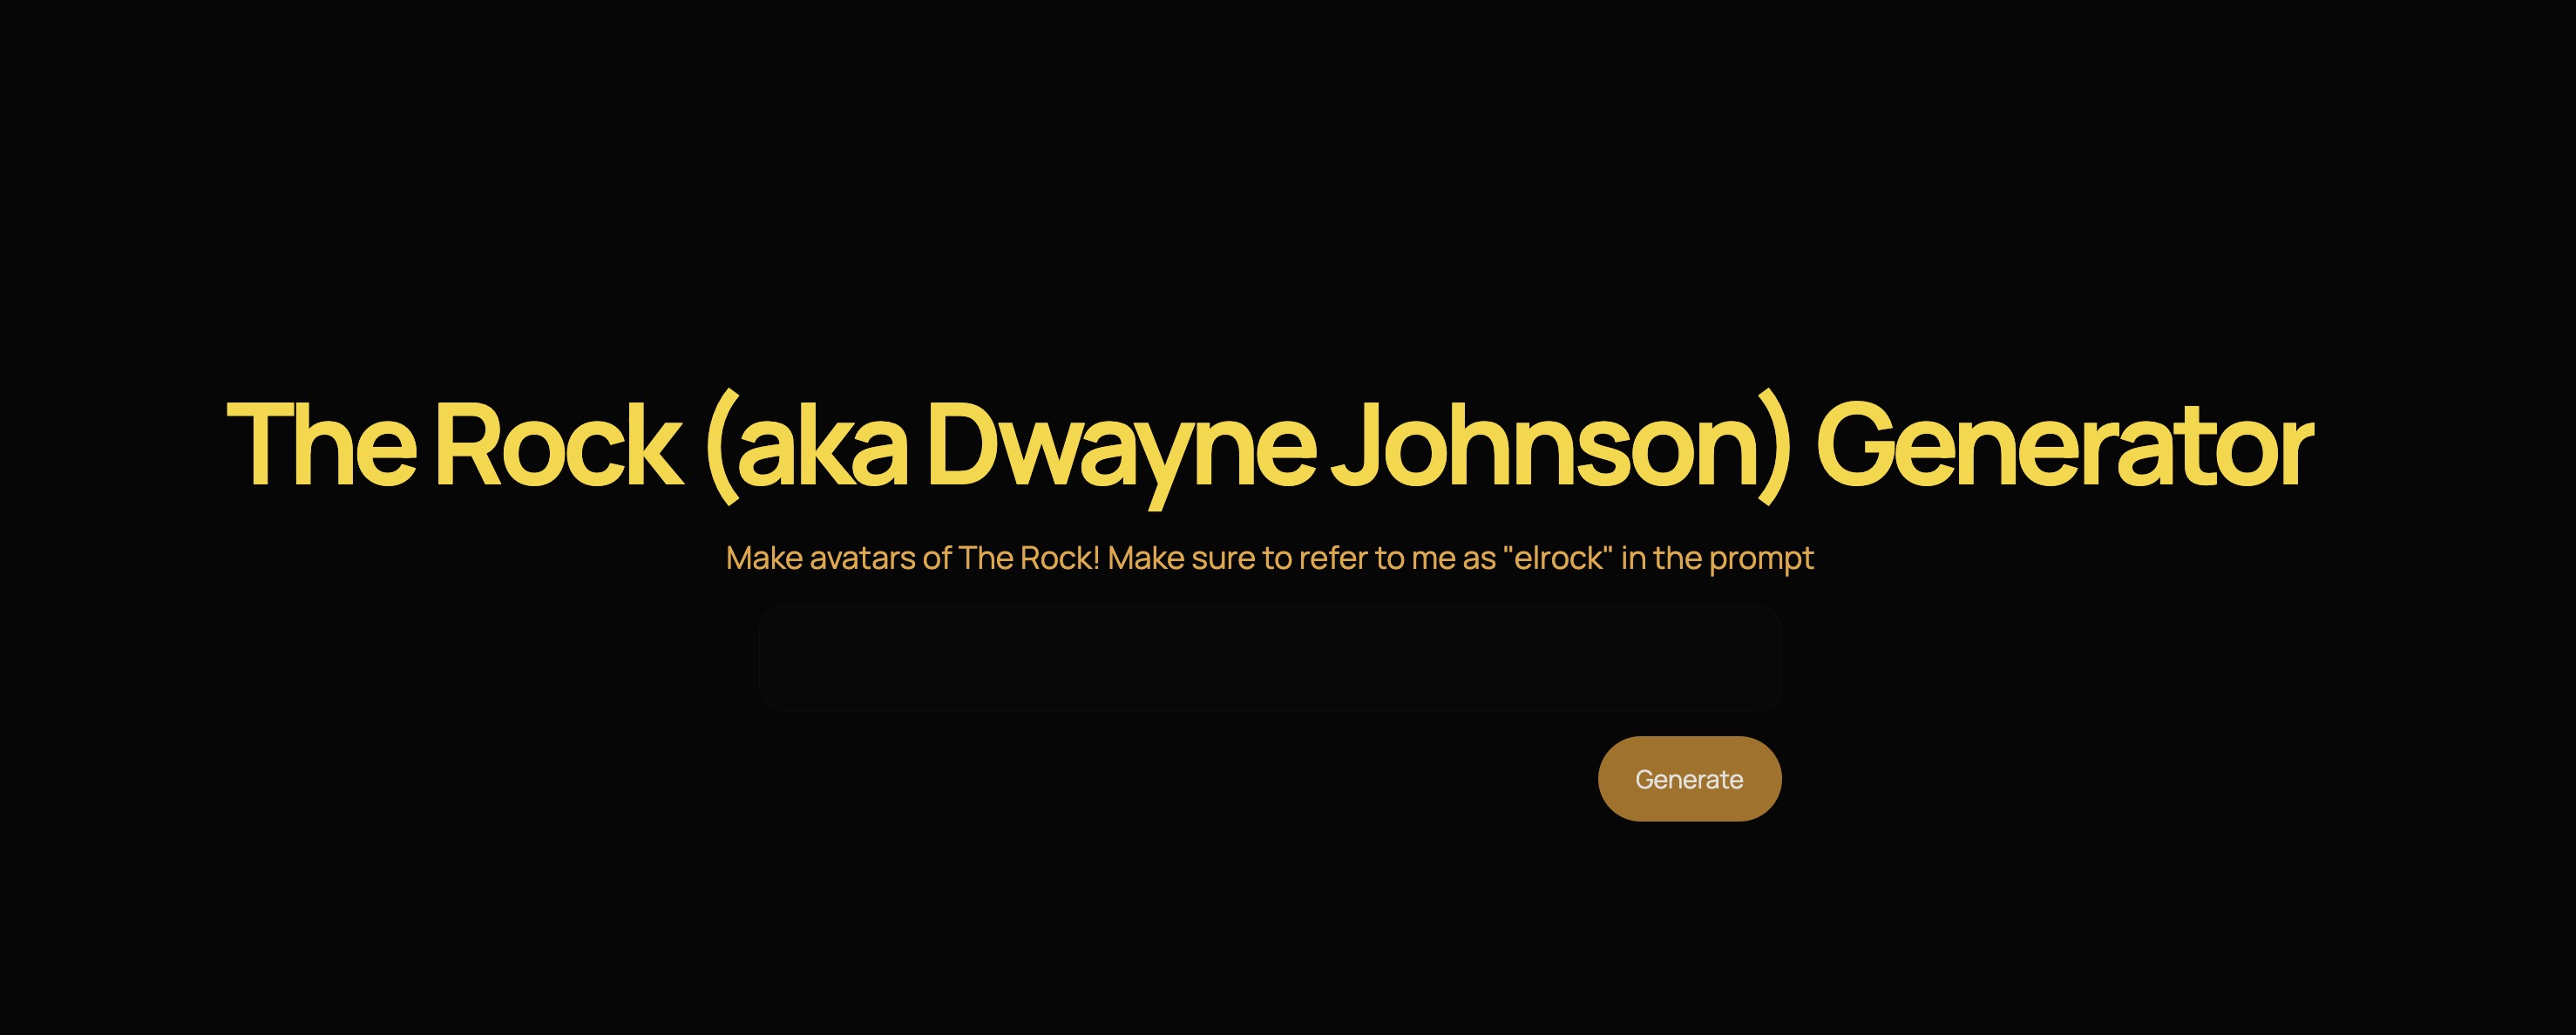 The Rock (aka Dwayne Johnson) Generator
Make avatars of The Rock! Make sure to refer to me as "elrock" in the prompt
Generate